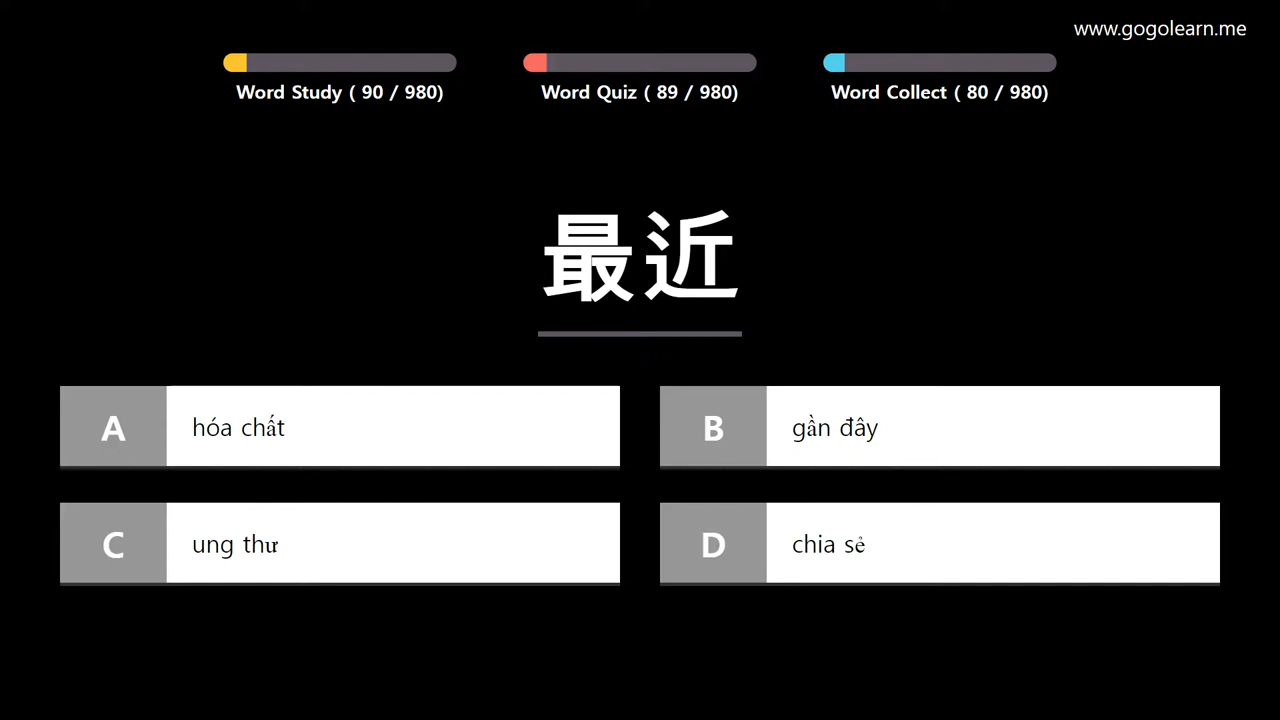 www.gogolearn.me
Word Study ( 90 / 980)
Word Quiz ( 89 / 980)
Word Collect ( 80 / 980)
最近
A hóa chất
B gần đây
C ung thư
D chia sẻ